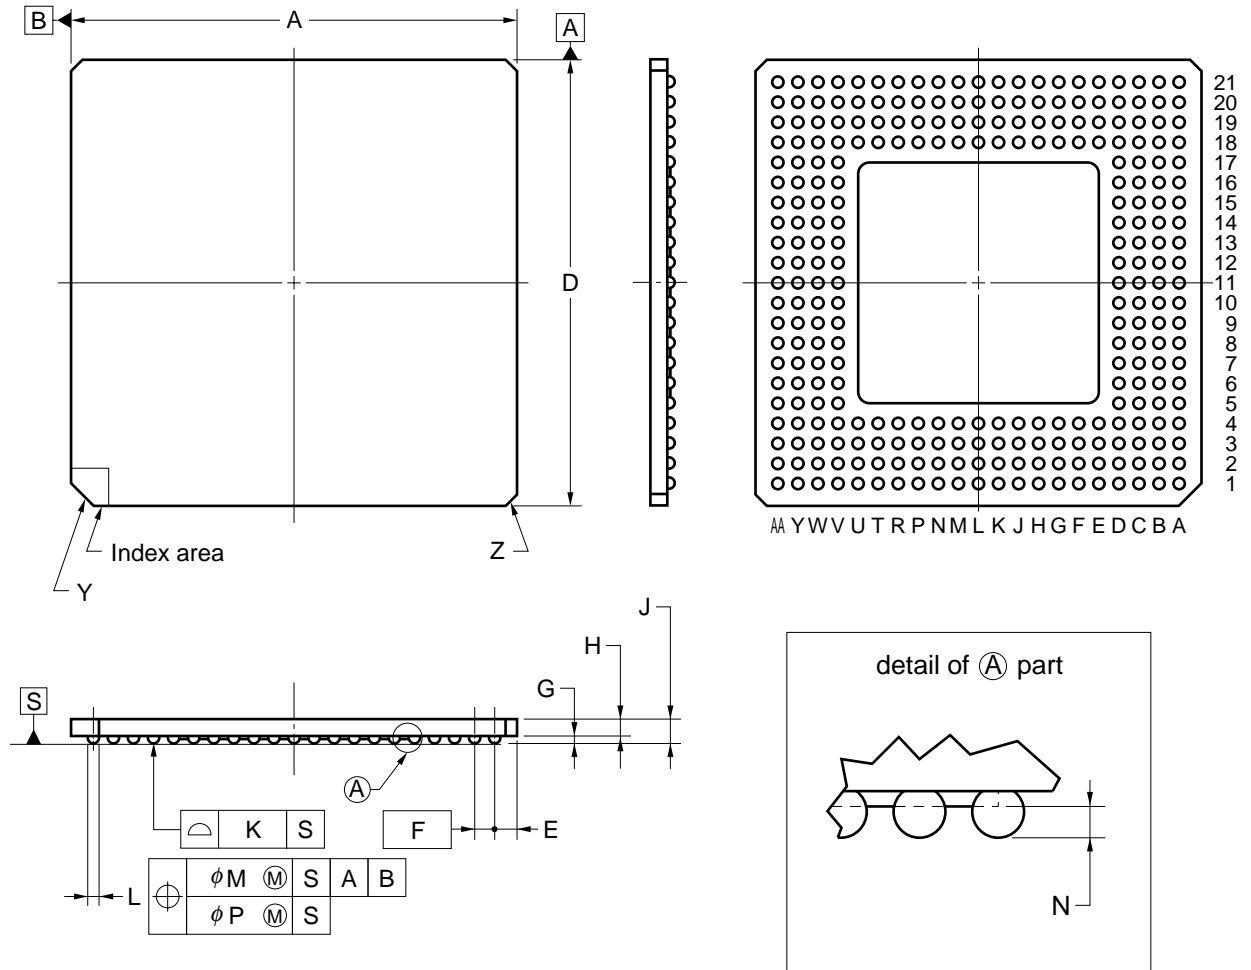 B
A
A
D
Index area
Y
Z
21
20
19
18
17
16
15
14
13
12
11
10
9
8
7
6
5
4
3
2
1
AA Y W V U T R P N M L K J H G F E D C B A
J
H
G
S
A
K S
F
E
L
φM Ⓜ S A B
φP Ⓜ S
detail of Ⓐ part
N